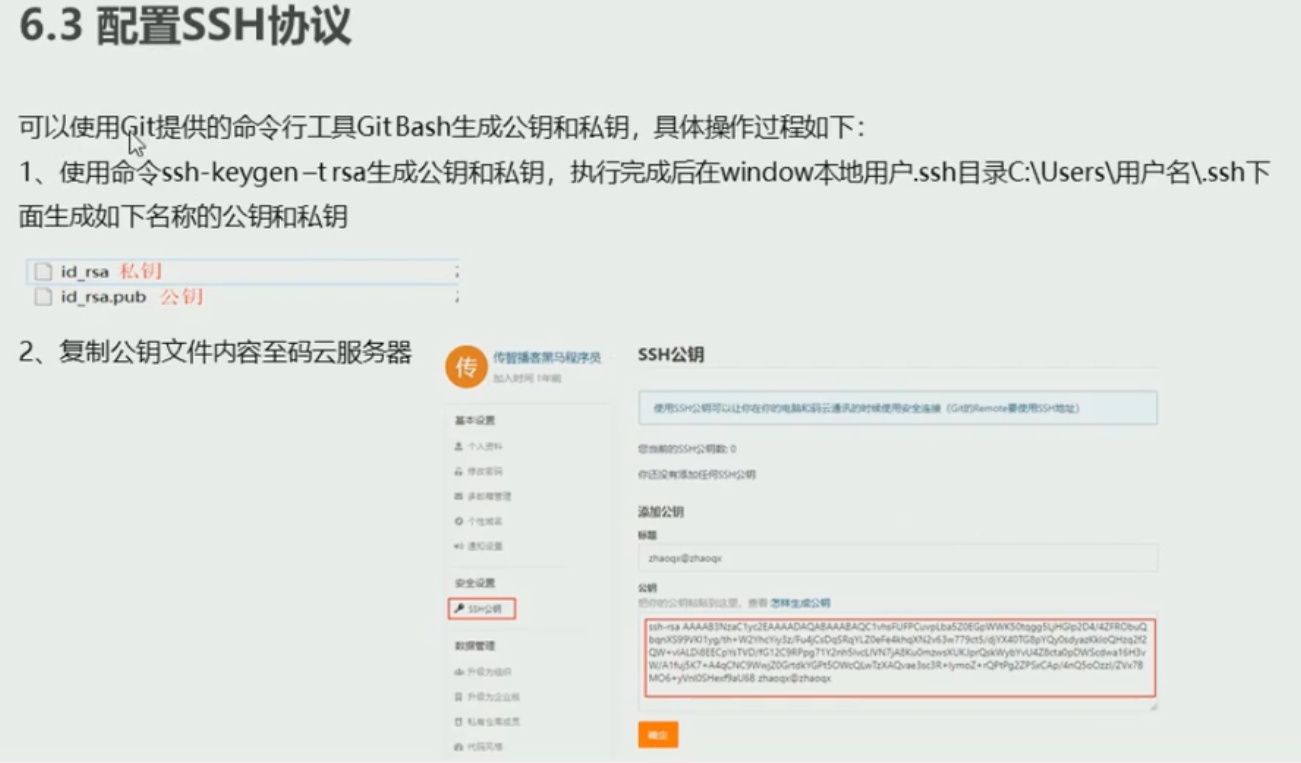 6.3 配置SSH协议
可以使用Git提供的命令行工具Git Bash生成公钥和私钥，具体操作过程如下：
1、使用命令ssh-keygen –t rsa生成公钥和私钥，执行完成后在window本地用户.ssh目录C:\Users\用户名\.ssh下
面生成如下名称的公钥和私钥
id_rsa 私钥
id_rsa.pub 公钥
2、复制公钥文件内容至码云服务器
传
传智播客黑马程序员
加入时间 1年前
基本设置
个人资料
修改密码
多邮箱管理
个性域名
通知设置
安全设置
SSH公钥
数据管理
升级为组织
升级为企业版
私有仓库成员
代码风格
SSH公钥
使用SSH公钥可以让你在你的电脑和码云通讯的时候使用安全连接（Git的Remote要使用SSH地址）
您当前的SSH公钥数: 0
你还没有添加任何SSH公钥
添加公钥
标题
zhaoqx@zhaoqx
公钥
把你的公钥粘贴到这里，查看 怎样生成公钥
ssh-rsa
zhaoqx@zhaoqx
确定